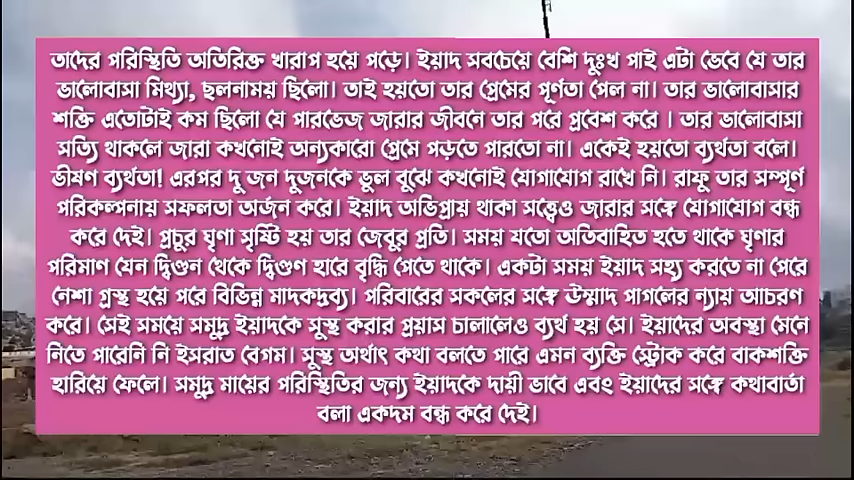 তাদের পরিস্থিতি অতিরিক্ত খারাপ হয়ে পড়ে। ইয়াদ সবচেয়ে বেশি দুঃখ পাই এটা ভেবে যে তার
ভালোবাসা মিথ্যা, ছলনাময় ছিলো। তাই হয়তো তার প্রেমের পূর্ণতা পেল না। তার ভালোবাসার
শক্তি এতোটাই কম ছিলো যে পারভেজ জারার জীবনে তার পরে প্রবেশ করে । তার ভালোবাসা
সত্যি থাকলে জারা কখনোই অন্যকারো প্রেমে পড়তে পারতো না। একেই হয়তো ব্যর্থতা বলে।
ভীষণ ব্যর্থতা! এরপর দু জন দুজনকে ভুল বুঝে কখনোই যোগাযোগ রাখে নি। রাফু তার সম্পূর্ণ
পরিকল্পনায় সফলতা অর্জন করে। ইয়াদ অভিপ্রায় থাকা সত্ত্বেও জারার সঙ্গে যোগাযোগ বন্ধ
করে দেই। প্রচুর ঘৃণা সৃষ্টি হয় তার জেবুর প্রতি। সময় যতো অতিবাহিত হতে থাকে ঘৃণার
পরিমাণ যেন দ্বিগুন থেকে দ্বিগুণ হারে বৃদ্ধি পেতে থাকে। একটা সময় ইয়াদ সহ্য করতে না পেরে
নেশা গ্রস্থ হয়ে পরে বিভিন্ন মাদকদ্রব্য। পরিবারের সকলের সঙ্গে উম্মাদ পাগলের ন্যায় আচরণ
করে। সেই সময়ে সমুদ্র ইয়াদকে সুস্থ করার প্রয়াস চালালেও ব্যর্থ হয় সে। ইয়াদের অবস্থা মেনে
নিতে পারেনি নি ইসরাত বেগম। সুস্থ অর্থাৎ কথা বলতে পারে এমন ব্যক্তি স্ট্রোক করে বাকশক্তি
হারিয়ে ফেলে। সমুদ্র মায়ের পরিস্থিতির জন্য ইয়াদকে দায়ী ভাবে এবং ইয়াদের সঙ্গে কথাবার্তা
বলা একদম বন্ধ করে দেই।